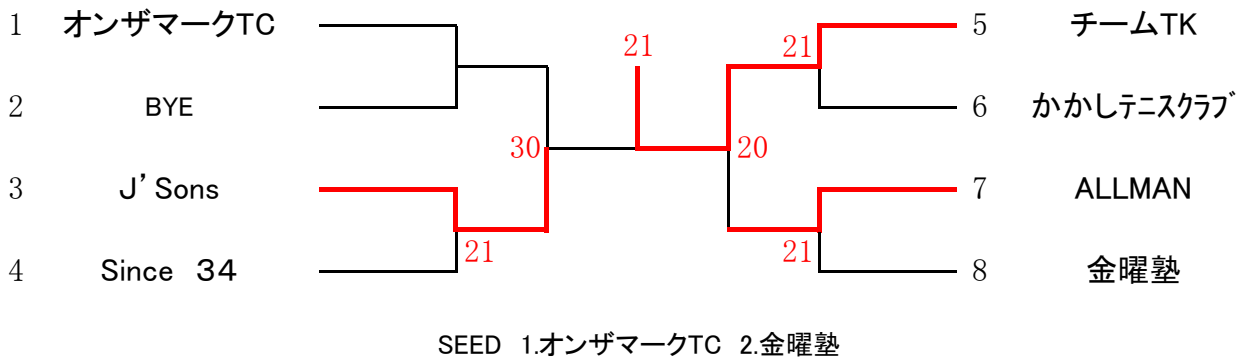 1 オンザマークTC
2 BYE
3 J’Sons
4 Since 34
30
21
21
20
21
21
5 チームTK
6 かかしテニスクラブ
7 ALLMAN
8 金曜塾
SEED 1.オンザマークTC 2.金曜塾